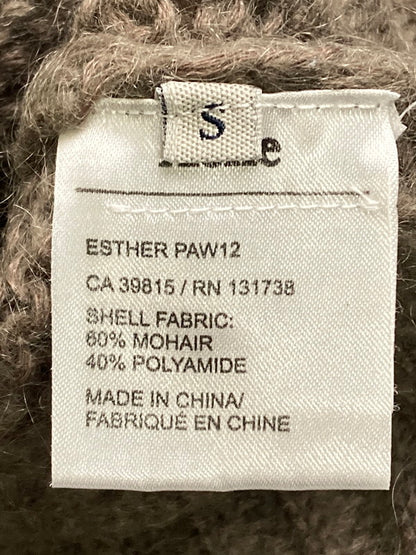 S
ESTHER PAW12
CA 39815 / RN 131738
SHELL FABRIC:
60% MOHAIR
40% POLYAMIDE
MADE IN CHINA/
FABRIQUÉ EN CHINE